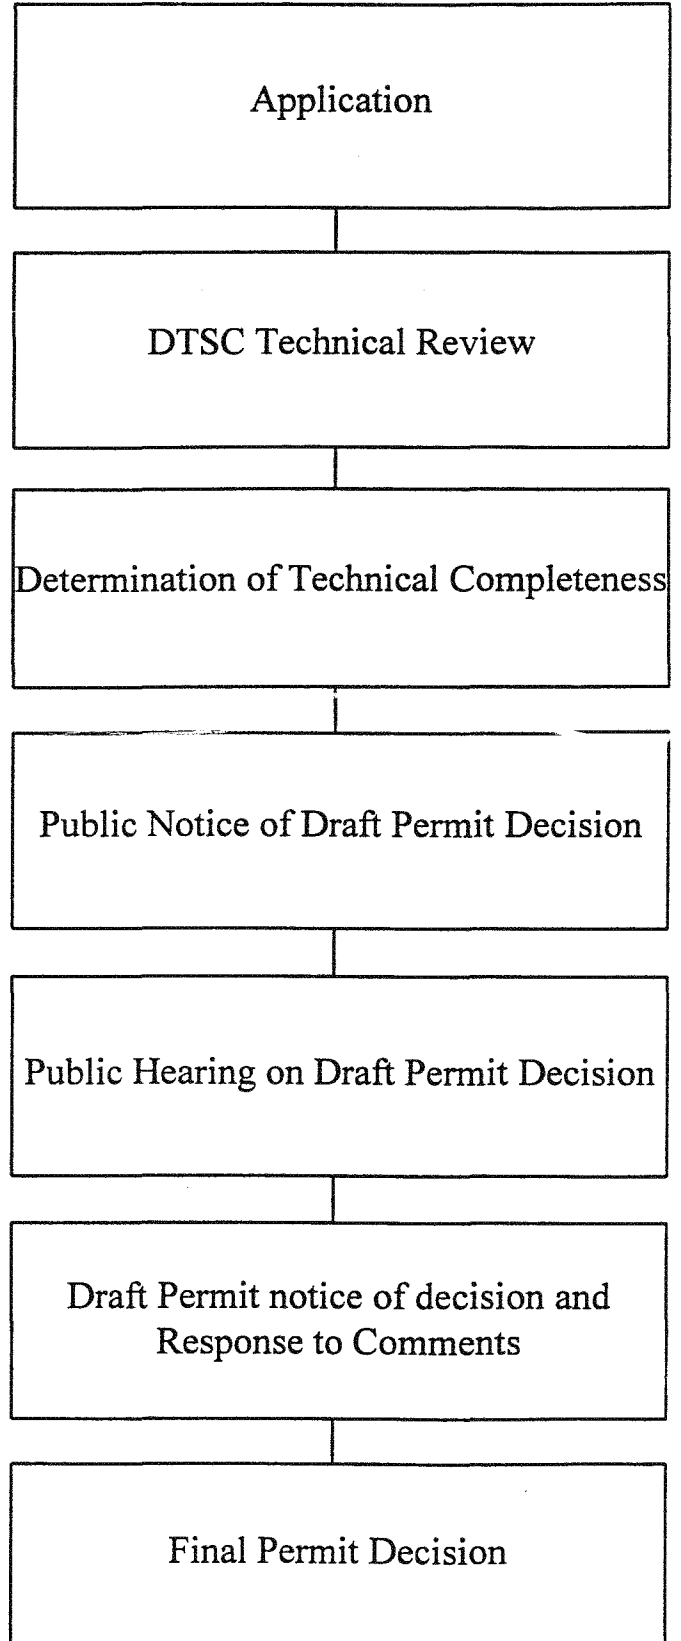 Application
DTSC Technical Review
Determination of Technical Completeness
Public Notice of Draft Permit Decision
Public Hearing on Draft Permit Decision
Draft Permit notice of decision and
Response to Comments
Final Permit Decision